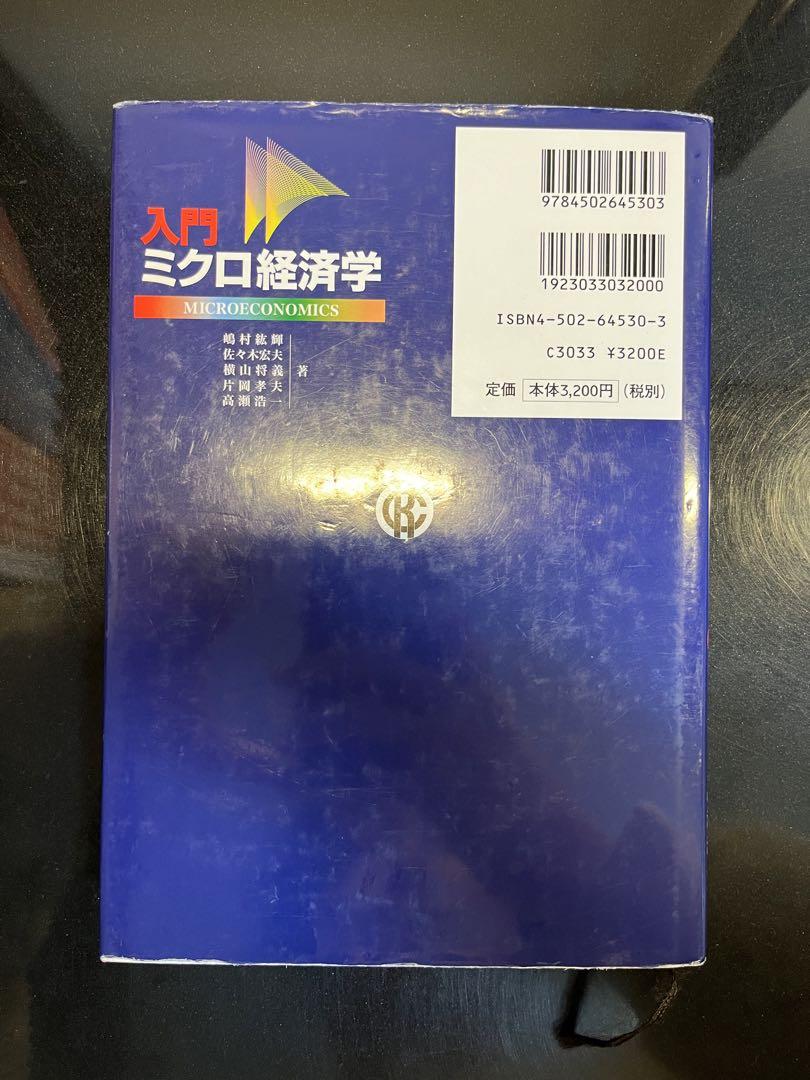 入門
ミクロ経済学
MICROECONOMICS
嶋村紘輝
佐々木宏夫
横山将義
片岡孝夫
高瀬浩一
著
9784502645303
1923033032000
ISBN4-502-64530-3
C3033 ¥3200E
定価 本体3,200円(税別)